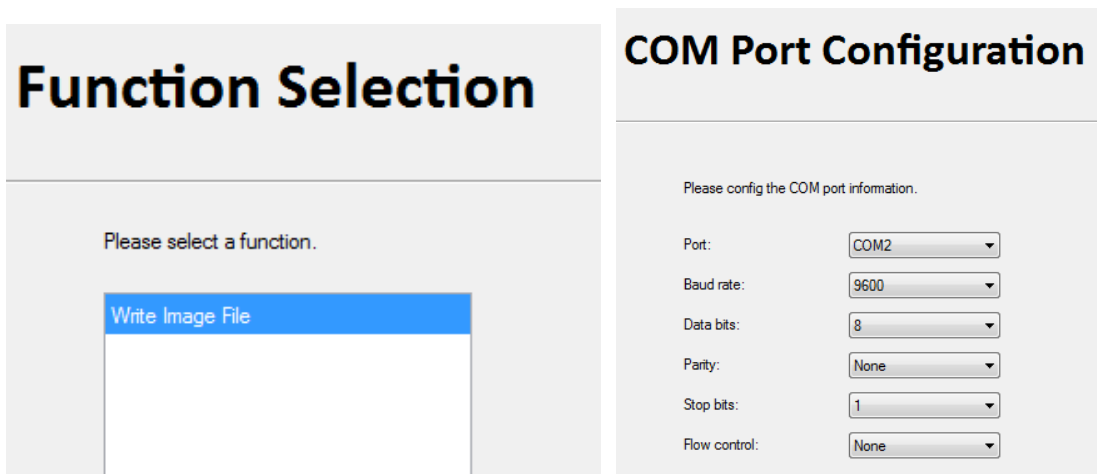 Function Selection
Please select a function.
Write Image File
COM Port Configuration
Please config the COM port information.
Port: COM2
Baud rate: 9600
Data bits: 8
Parity: None
Stop bits: 1
Flow control: None